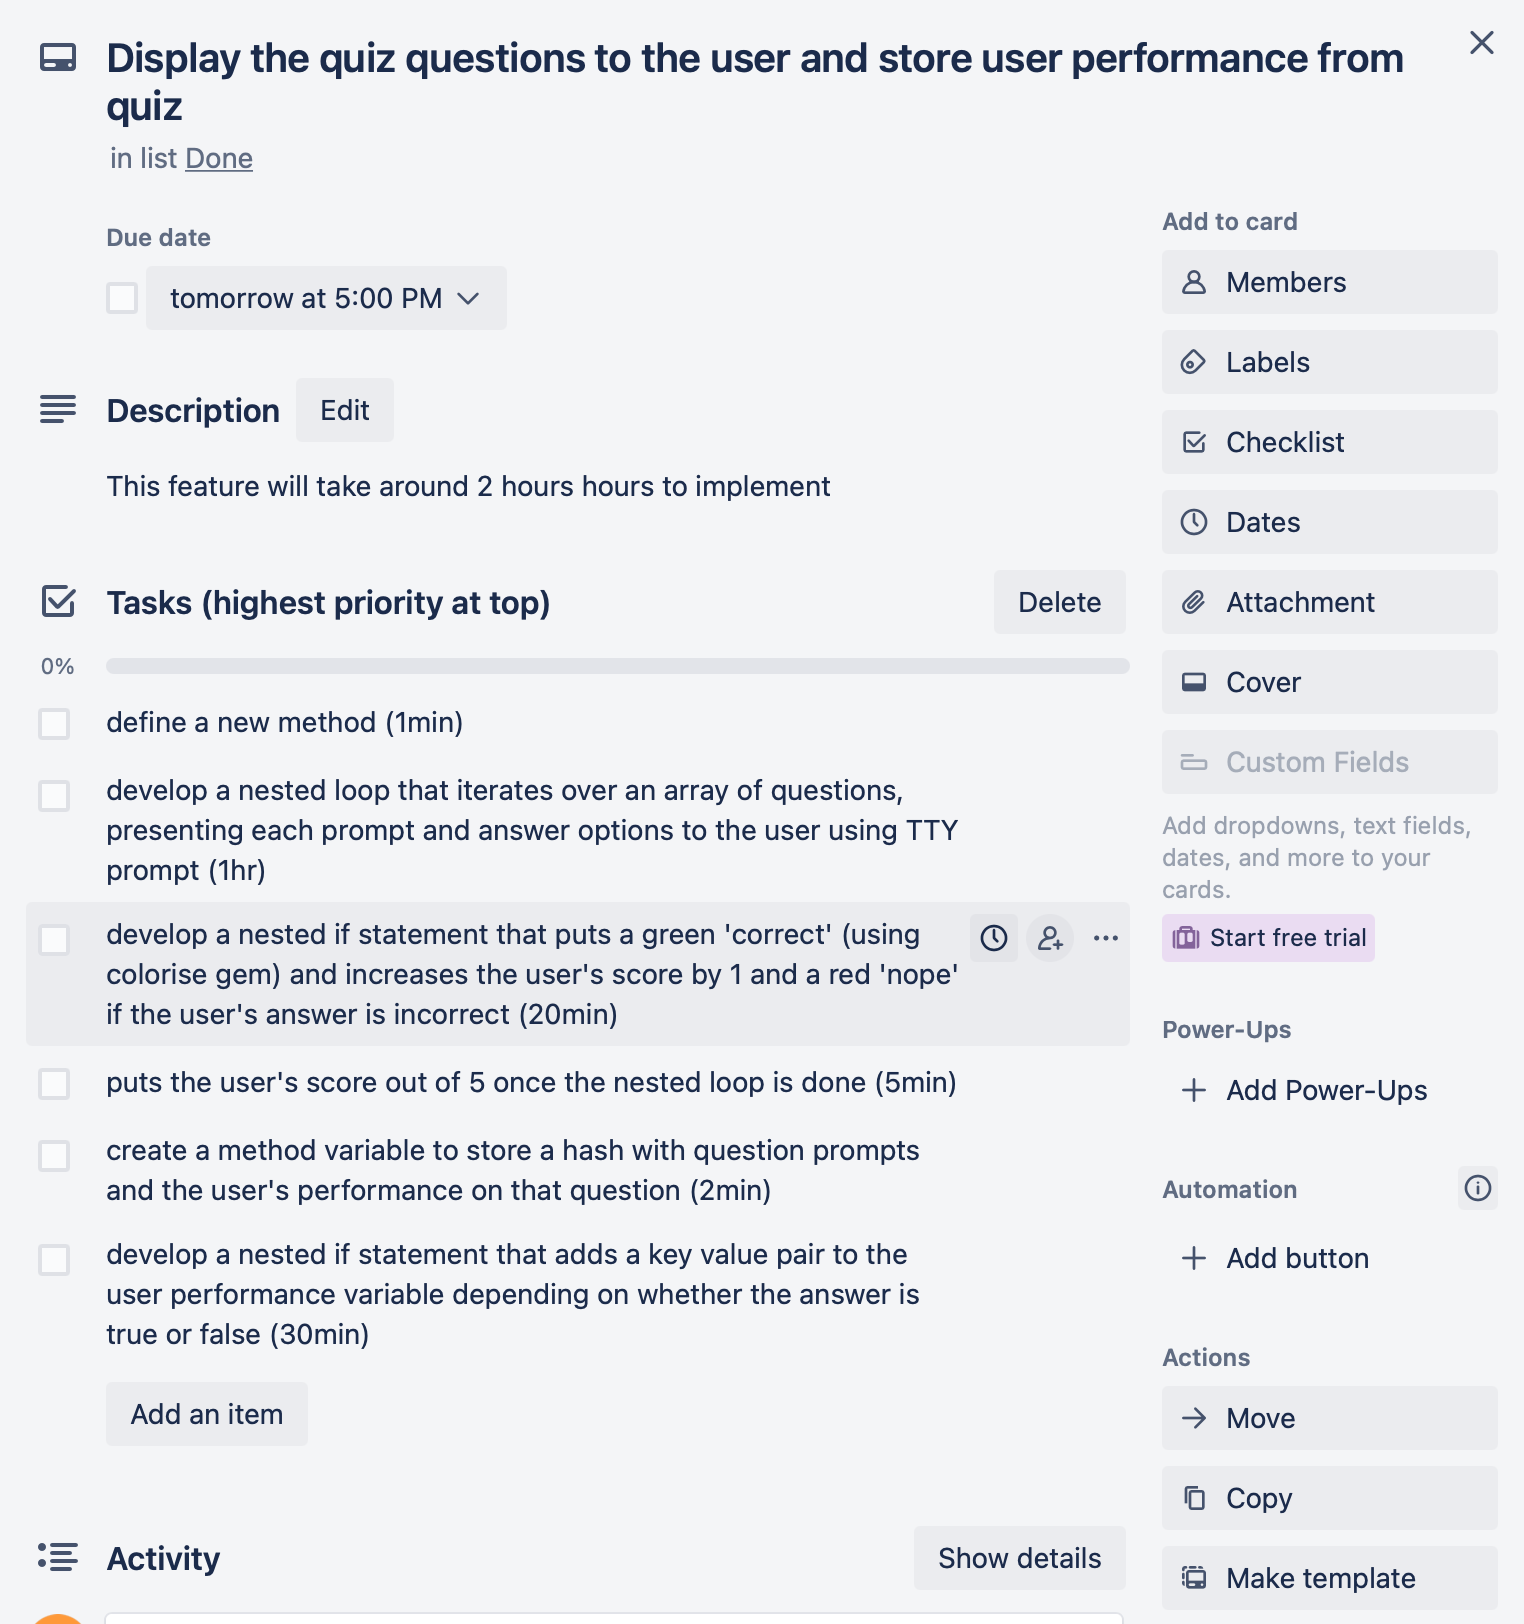 Display the quiz questions to the user and store user performance from
quiz
in list Done
Due date
tomorrow at 5:00 PM
Description
Edit
This feature will take around 2 hours hours to implement
Tasks (highest priority at top)
Delete
0%
define a new method (1min)
develop a nested loop that iterates over an array of questions,
presenting each prompt and answer options to the user using TTY
prompt (1hr)
develop a nested if statement that puts a green 'correct' (using
colorise gem) and increases the user's score by 1 and a red 'nope'
if the user's answer is incorrect (20min)
puts the user's score out of 5 once the nested loop is done (5min)
create a method variable to store a hash with question prompts
and the user's performance on that question (2min)
develop a nested if statement that adds a key value pair to the
user performance variable depending on whether the answer is
true or false (30min)
Add an item
Activity
Show details
Add to card
Members
Labels
Checklist
Dates
Attachment
Cover
Custom Fields
Add dropdowns, text fields,
dates, and more to your
cards.
Start free trial
Power-Ups
Add Power-Ups
Automation
Add button
Actions
Move
Copy
Make template